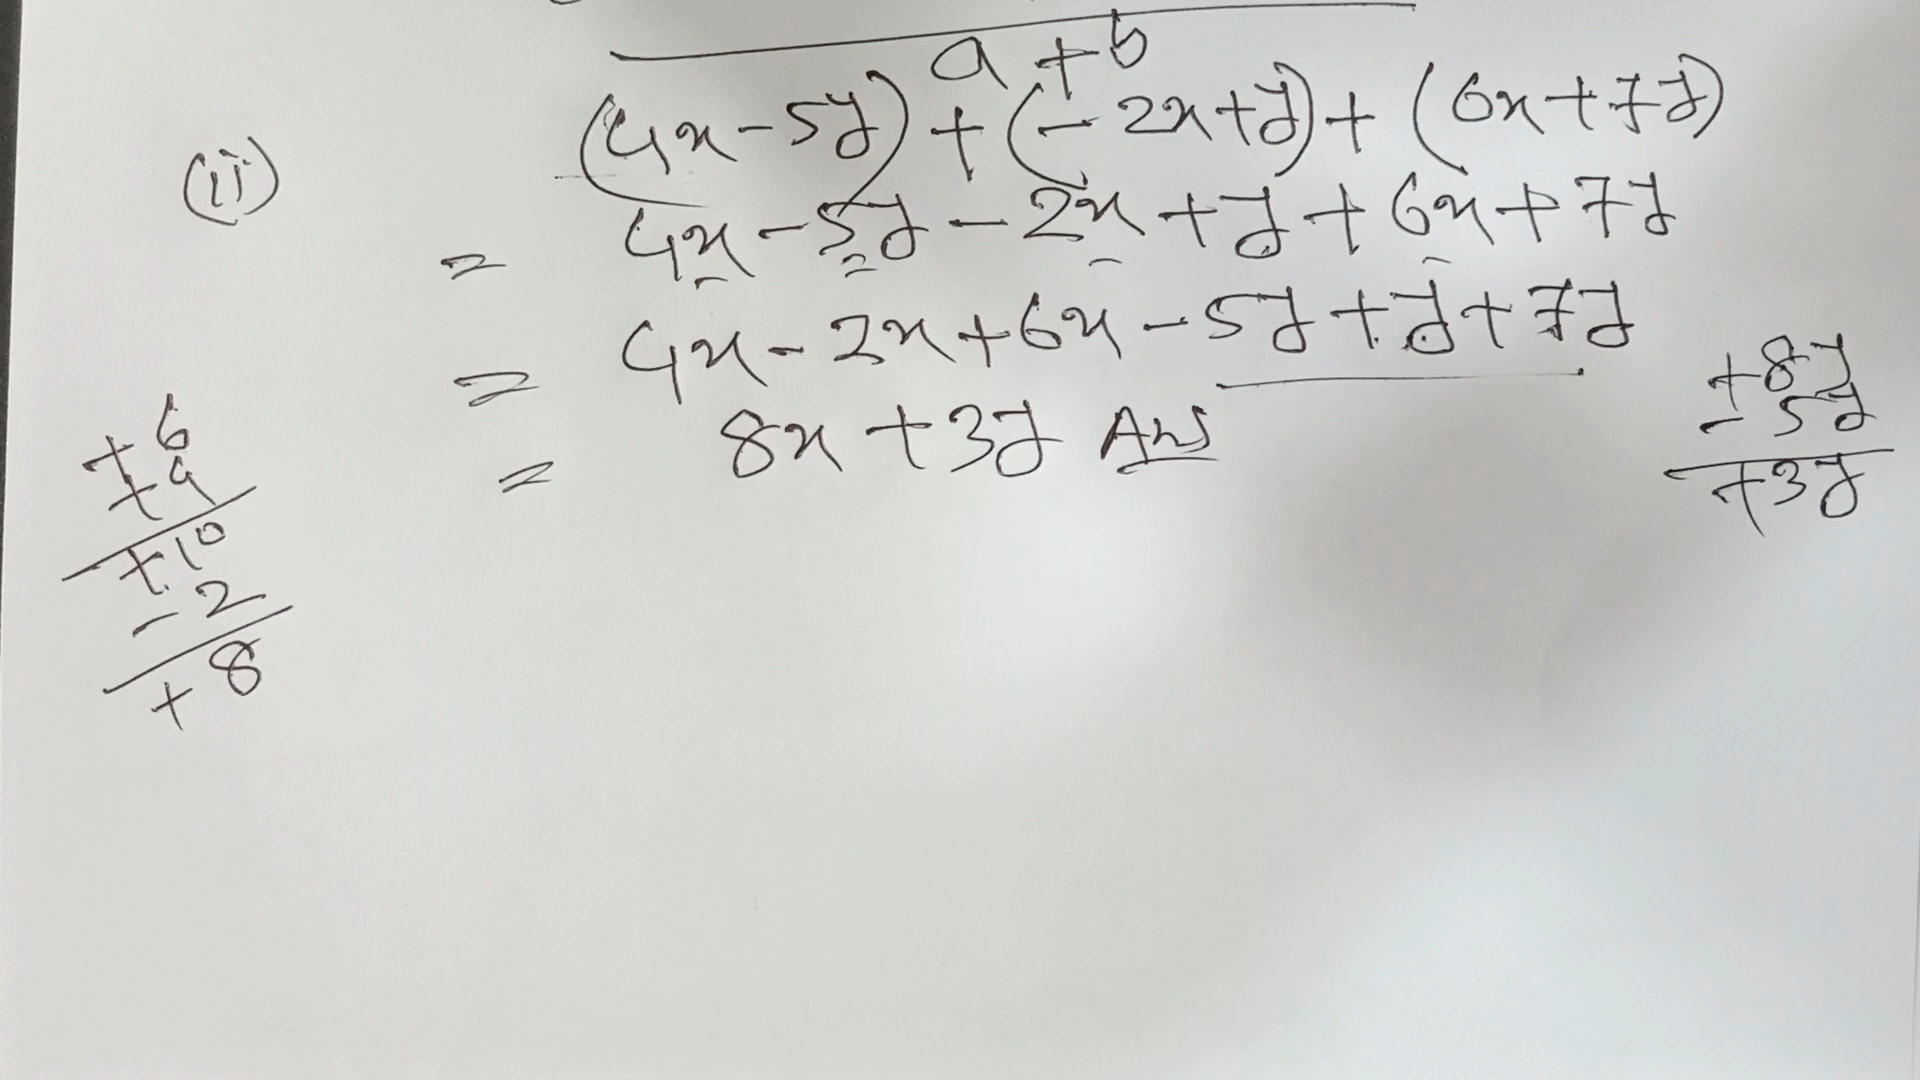 a + b
(ii) (4x - 5y) + (- 2x + y) + (6x + 7y)
= 4x - 5y - 2x + y + 6x + 7y
= 4x - 2x + 6x - 5y + y + 7y
= 8x + 3y Ans
+ 6
+ 4
+ 10
- 2
+ 8
+ 8y
- 5y
+ 3y